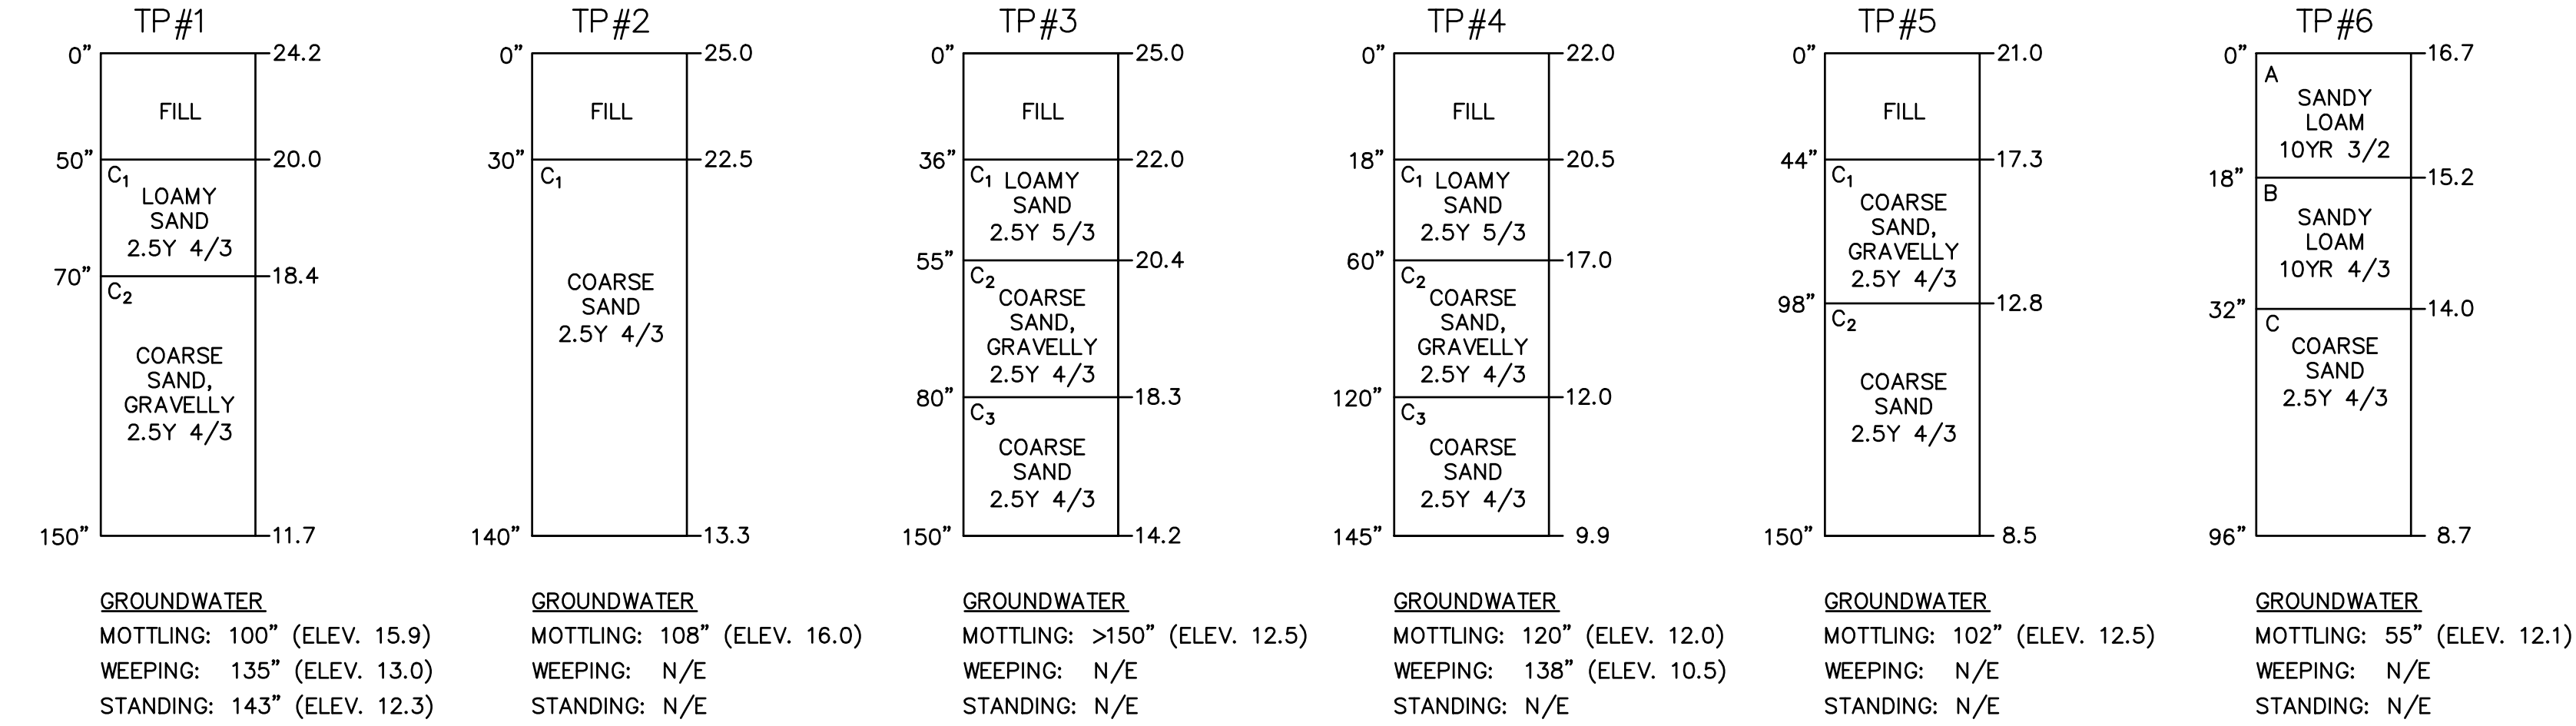 TP#1
0” 24.2
FILL
50” 20.0
C1
LOAMY
SAND
2.5Y 4/3
70” 18.4
C2
COARSE
SAND,
GRAVELLY
2.5Y 4/3
150” 11.7
GROUNDWATER
MOTTLING: 100” (ELEV. 15.9)
WEEPING: 135” (ELEV. 13.0)
STANDING: 143” (ELEV. 12.3)
TP#2
0” 25.0
FILL
30” 22.5
C1
COARSE
SAND
2.5Y 4/3
140” 13.3
GROUNDWATER
MOTTLING: 108” (ELEV. 16.0)
WEEPING: N/E
STANDING: N/E
TP#3
0” 25.0
FILL
36” 22.0
C1 LOAMY
SAND
2.5Y 5/3
55” 20.4
C2
COARSE
SAND,
GRAVELLY
2.5Y 4/3
80” 18.3
C3
COARSE
SAND
2.5Y 4/3
150” 14.2
GROUNDWATER
MOTTLING: >150” (ELEV. 12.5)
WEEPING: N/E
STANDING: N/E
TP#4
0” 22.0
FILL
18” 20.5
C1 LOAMY
SAND
2.5Y 5/3
60” 17.0
C2
COARSE
SAND,
GRAVELLY
2.5Y 4/3
120” 12.0
C3
COARSE
SAND
2.5Y 4/3
145” 9.9
GROUNDWATER
MOTTLING: 120” (ELEV. 12.0)
WEEPING: 138” (ELEV. 10.5)
STANDING: N/E
TP#5
0” 21.0
FILL
44” 17.3
C1
COARSE
SAND,
GRAVELLY
2.5Y 4/3
98” 12.8
C2
COARSE
SAND
2.5Y 4/3
150” 8.5
GROUNDWATER
MOTTLING: 102” (ELEV. 12.5)
WEEPING: N/E
STANDING: N/E
TP#6
0” 16.7
A
SANDY
LOAM
10YR 3/2
18” 15.2
B
SANDY
LOAM
10YR 4/3
32” 14.0
C
COARSE
SAND
2.5Y 4/3
96” 8.7
GROUNDWATER
MOTTLING: 55” (ELEV. 12.1)
WEEPING: N/E
STANDING: N/E